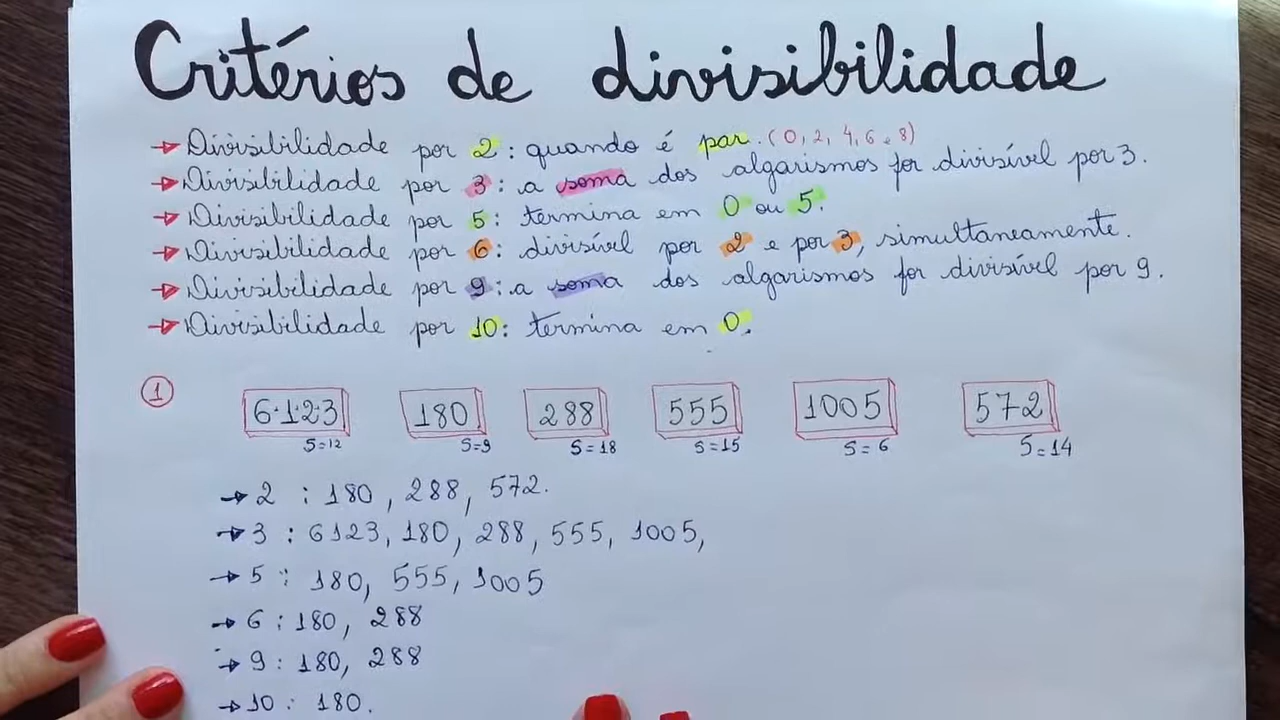 Critérios de divisibilidade
→ Divisibilidade por 2: quando é par. (0, 2, 4, 6 e 8)
→ Divisibilidade por 3: a soma dos algarismos for divisível por 3.
→ Divisibilidade por 5: termina em 0 ou 5.
→ Divisibilidade por 6: divisível por 2 e por 3, simultaneamente.
→ Divisibilidade por 9: a soma dos algarismos for divisível por 9.
→ Divisibilidade por 10: termina em 0.
1 6·1·2·3 180 288 555 1005 572
S=12 S=9 S=18 S=15 S=6 S=14
→ 2 : 180, 288, 572.
→ 3 : 6123, 180, 288, 555, 1005,
→ 5 : 180, 555, 1005
→ 6 : 180, 288
→ 9 : 180, 288
→ 10 : 180.